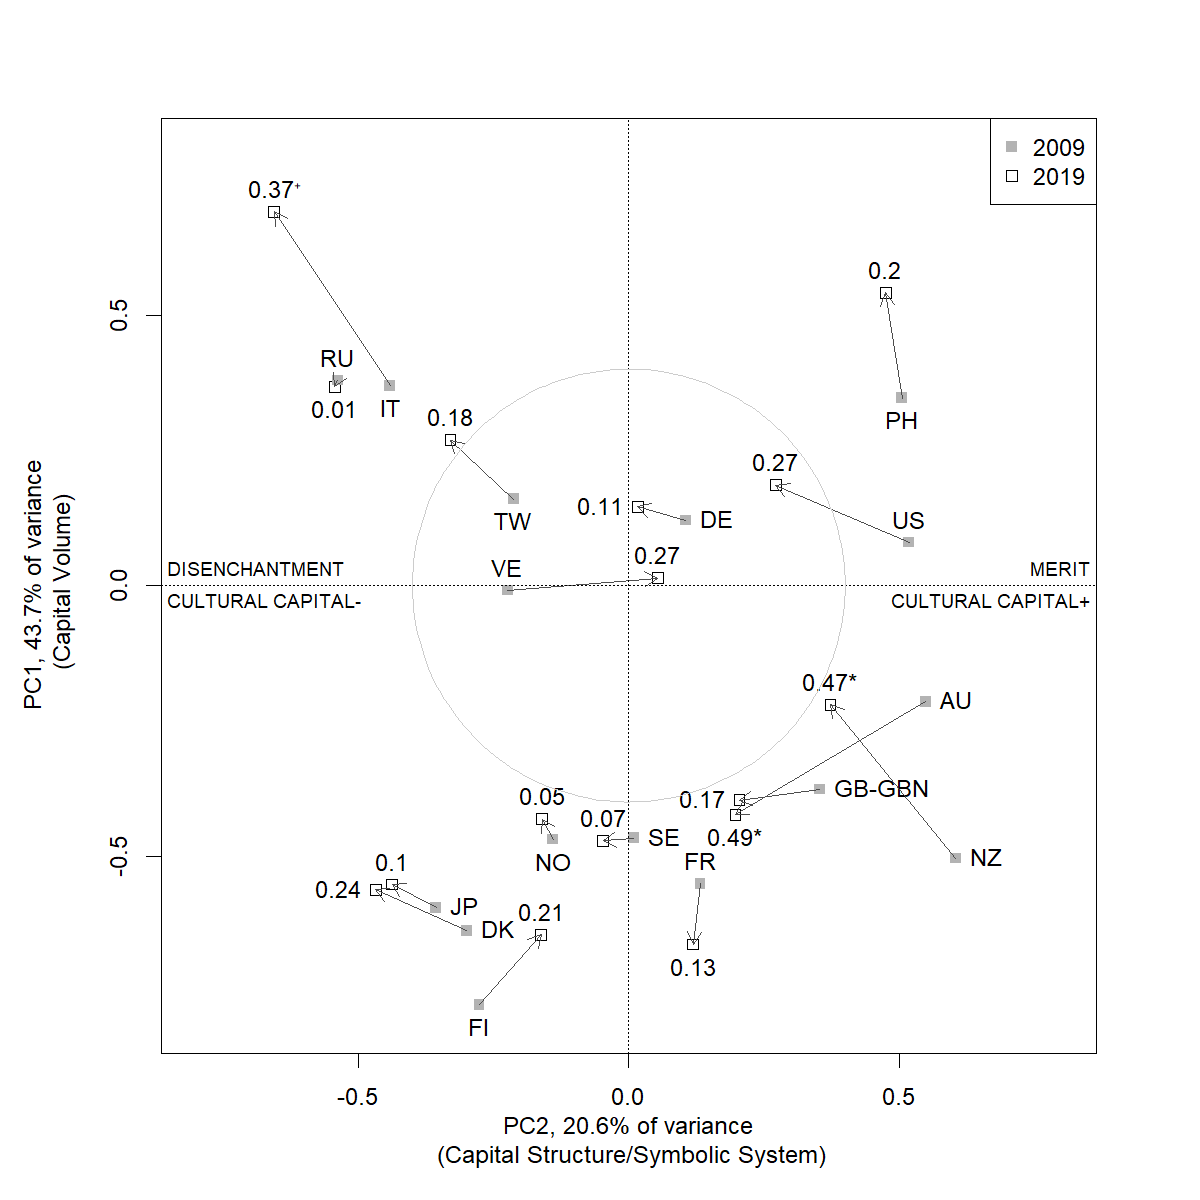 2009
2019
0.37+
0.2
RU
0.01
IT
0.18
PH
0.27
TW
0.11
DE
US
VE
0.27
DISENCHANTMENT
MERIT
CULTURAL CAPITAL-
CULTURAL CAPITAL+
0.47*
AU
GB-GBN
0.17
0.05
0.07
0.49*
SE
NO
FR
NZ
0.1
0.24
JP
0.21
DK
0.13
FI
0.5
0.0
-0.5
PC1, 43.7% of variance
(Capital Volume)
-0.5
0.0
0.5
PC2, 20.6% of variance
(Capital Structure/Symbolic System)